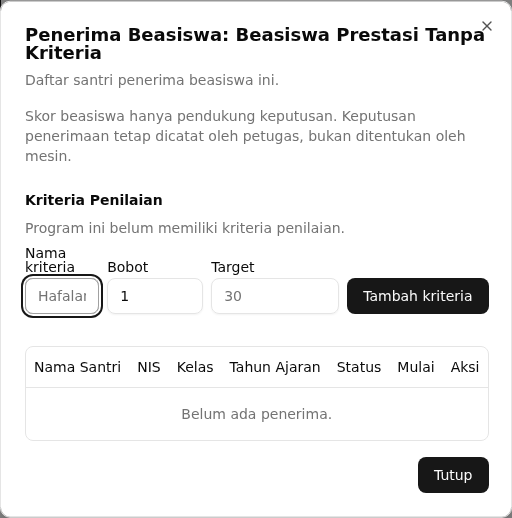 Penerima Beasiswa: Beasiswa Prestasi Tanpa
Kriteria
Daftar santri penerima beasiswa ini.
Skor beasiswa hanya pendukung keputusan. Keputusan
penerimaan tetap dicatat oleh petugas, bukan ditentukan oleh
mesin.
Kriteria Penilaian
Program ini belum memiliki kriteria penilaian.
Nama
kriteria
Bobot
Target
Hafalan
1
30
Tambah kriteria
Nama Santri NIS Kelas Tahun Ajaran Status Mulai Aksi
Belum ada penerima.
Tutup